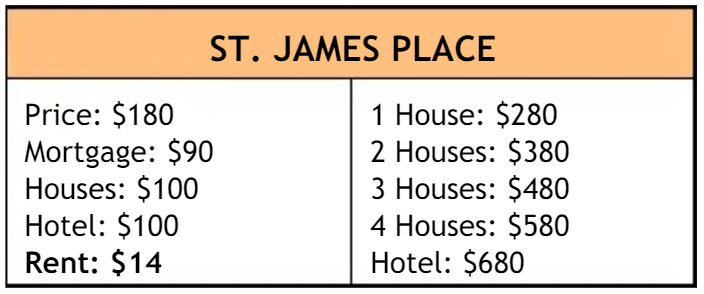 ST. JAMES PLACE
Price: $180
Mortgage: $90
Houses: $100
Hotel: $100
Rent: $14
1 House: $280
2 Houses: $380
3 Houses: $480
4 Houses: $580
Hotel: $680